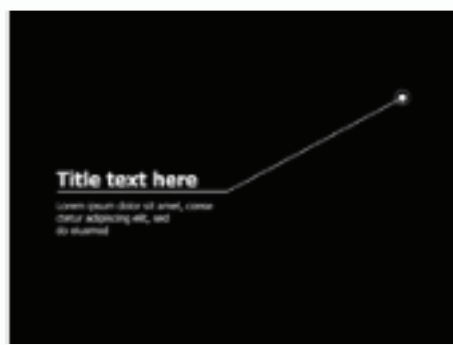 Title text here
Lorem ipsum dolor sit amet, conse
ctetur adipiscing elit, sed
do eiusmod